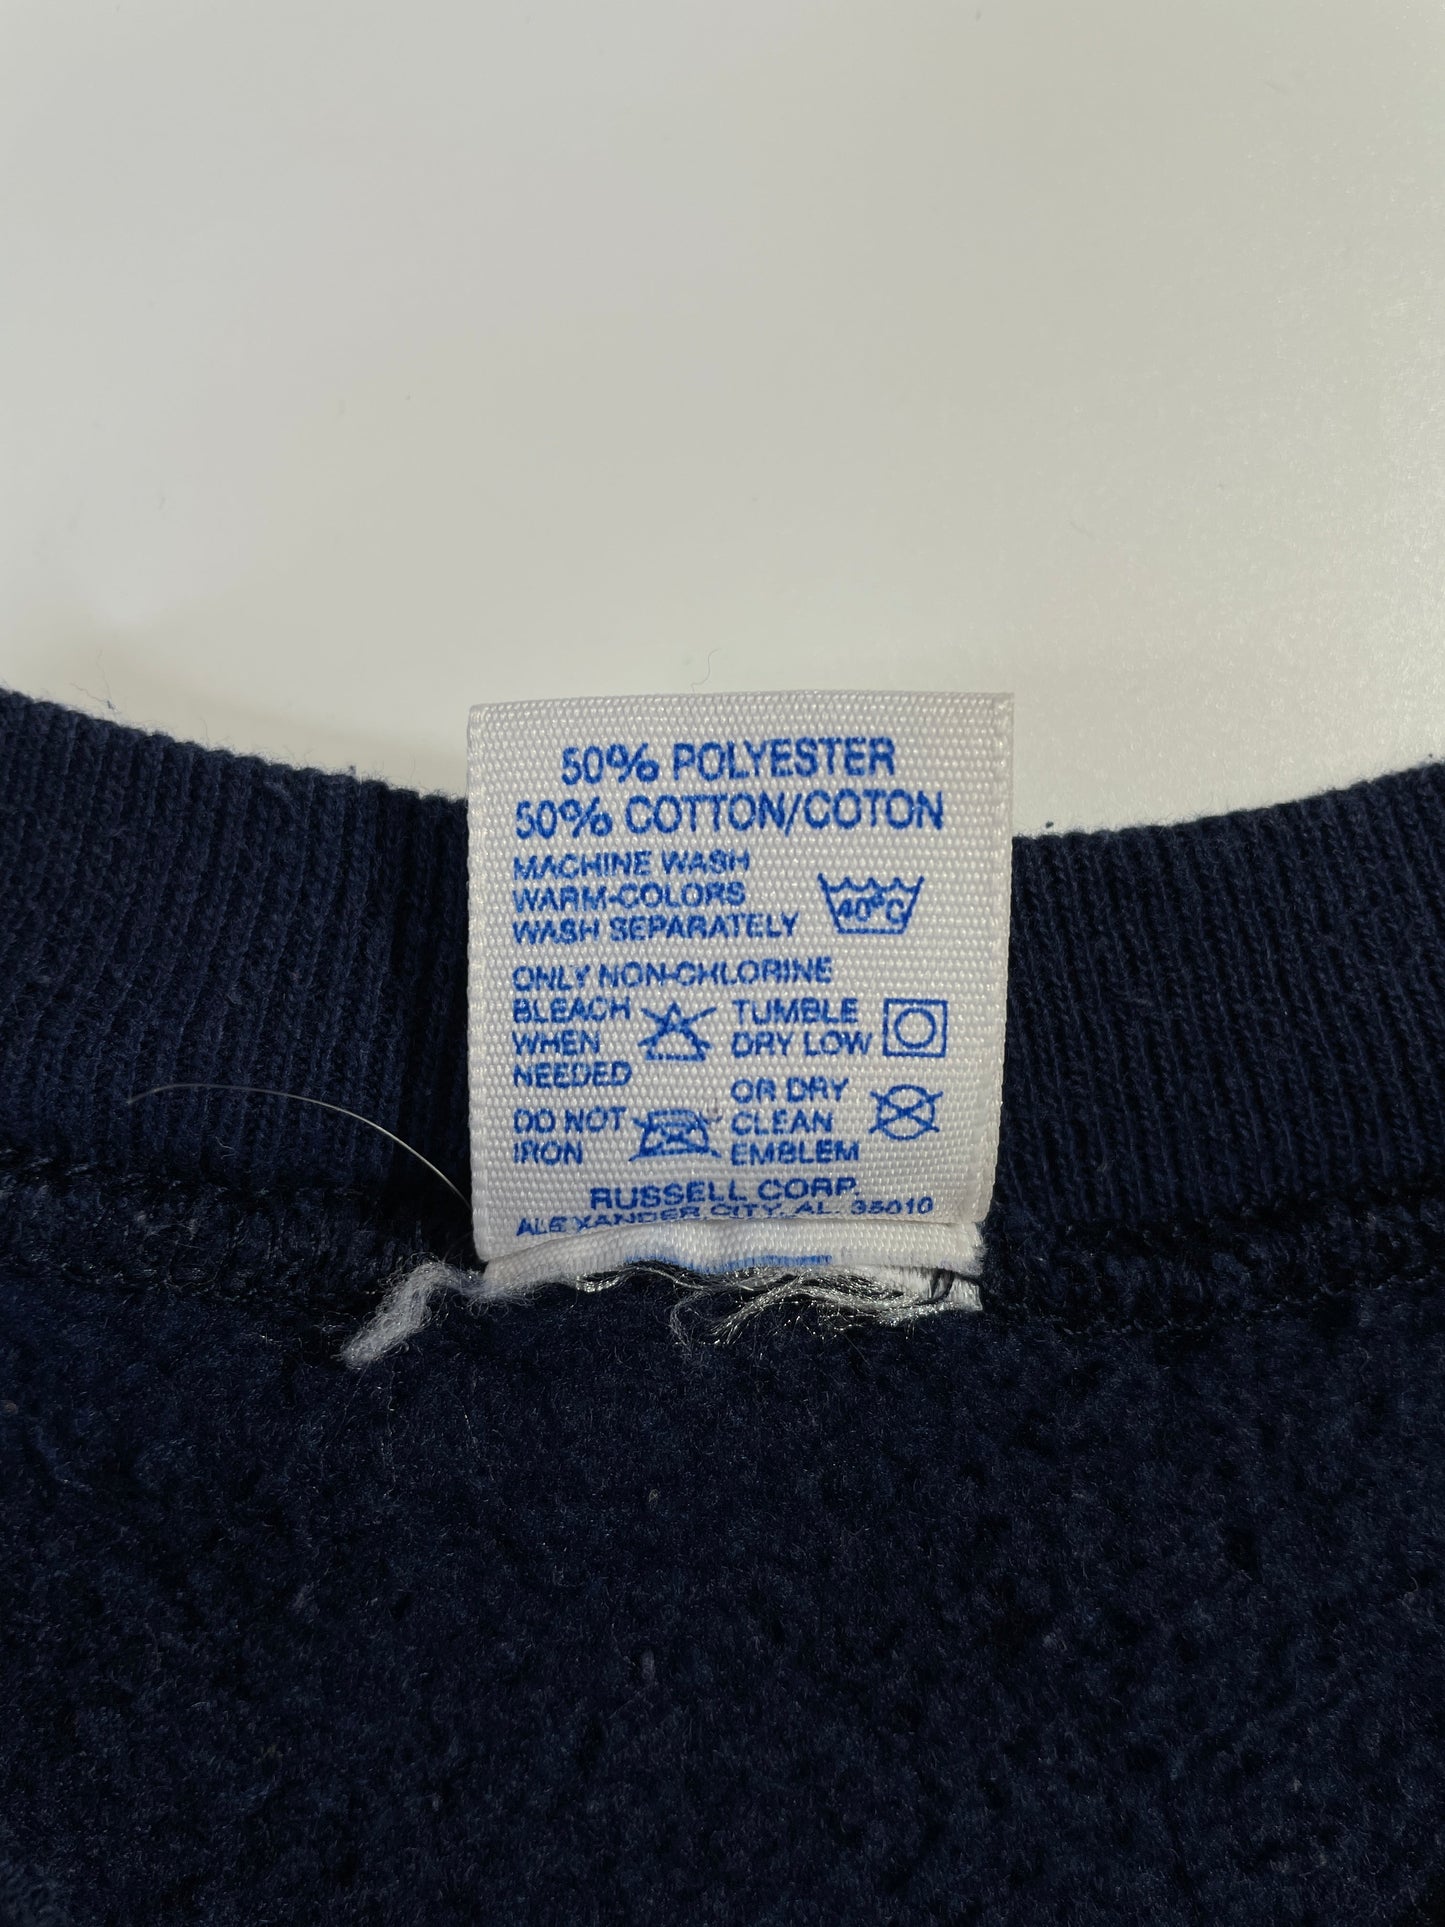 50% POLYESTER
50% COTTON/COTON
MACHINE WASH
WARM-COLORS
WASH SEPARATELY
40°C
ONLY NON-CHLORINE
BLEACH
WHEN
NEEDED
TUMBLE
DRY LOW
DO NOT
IRON
OR DRY
CLEAN
EMBLEM
RUSSELL CORP.
ALEXANDER CITY, AL. 35010